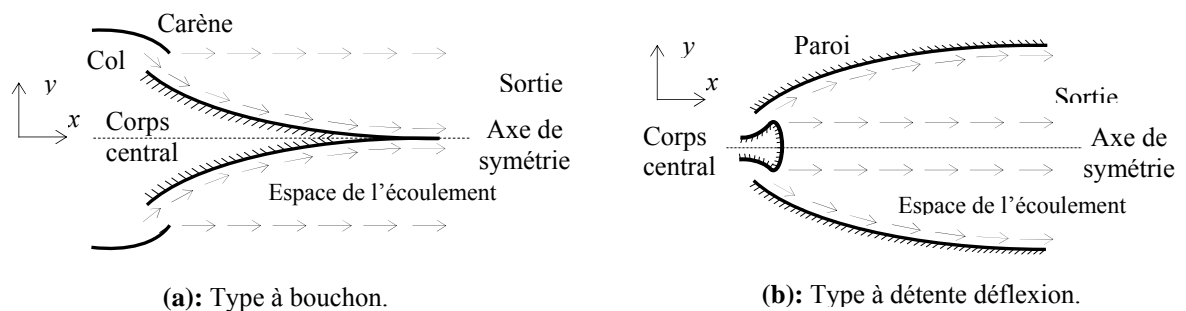 Carène
Col
y
x
Sortie
Corps
central
Axe de
symétrie
Espace de l'écoulement
(a): Type à bouchon.
y
x
Paroi
Sortie
Corps
central
Axe de
symétrie
Espace de l'écoulement
(b): Type à détente déflexion.